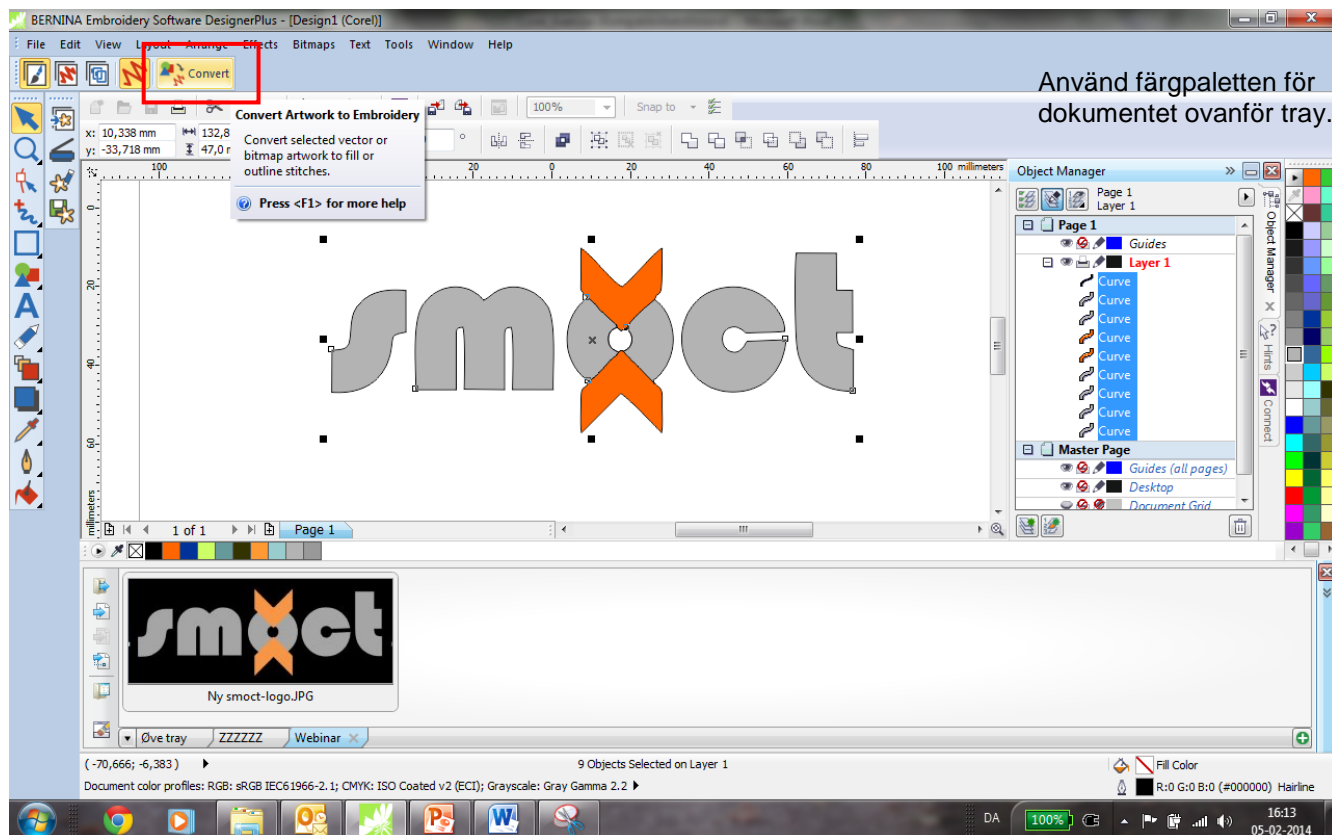 BERNINA Embroidery Software DesignerPlus - [Design1 (Corel)]
File Edit View Layout Arrange Effects Bitmaps Text Tools Window Help
Convert
Använd färgpaletten för
dokumentet ovanför tray.
Convert Artwork to Embroidery
Convert selected vector or
bitmap artwork to fill or
outline stitches.
Press <F1> for more help
100% Snap to
x: 10,338 mm 132,8
y: -33,718 mm 47,0
100 20 0 20 40 60 80 100 millimeters
20
40
60
millimeters
smoct
Object Manager
Page 1
Layer 1
Page 1
Guides
Layer 1
Curve
Curve
Curve
Curve
Curve
Curve
Curve
Curve
Curve
Master Page
Guides (all pages)
Desktop
Document Grid
Object Manager
Hints
Connect
1 of 1 Page 1
smoct
Ny smoct-logo.JPG
Øve tray ZZZZZZ Webinar
( -70,666; -6,383 ) 9 Objects Selected on Layer 1 Fill Color
Document color profiles: RGB: sRGB IEC61966-2.1; CMYK: ISO Coated v2 (ECI); Grayscale: Gray Gamma 2.2 R:0 G:0 B:0 (#000000) Hairline
DA 100% 16:13
05-02-2014